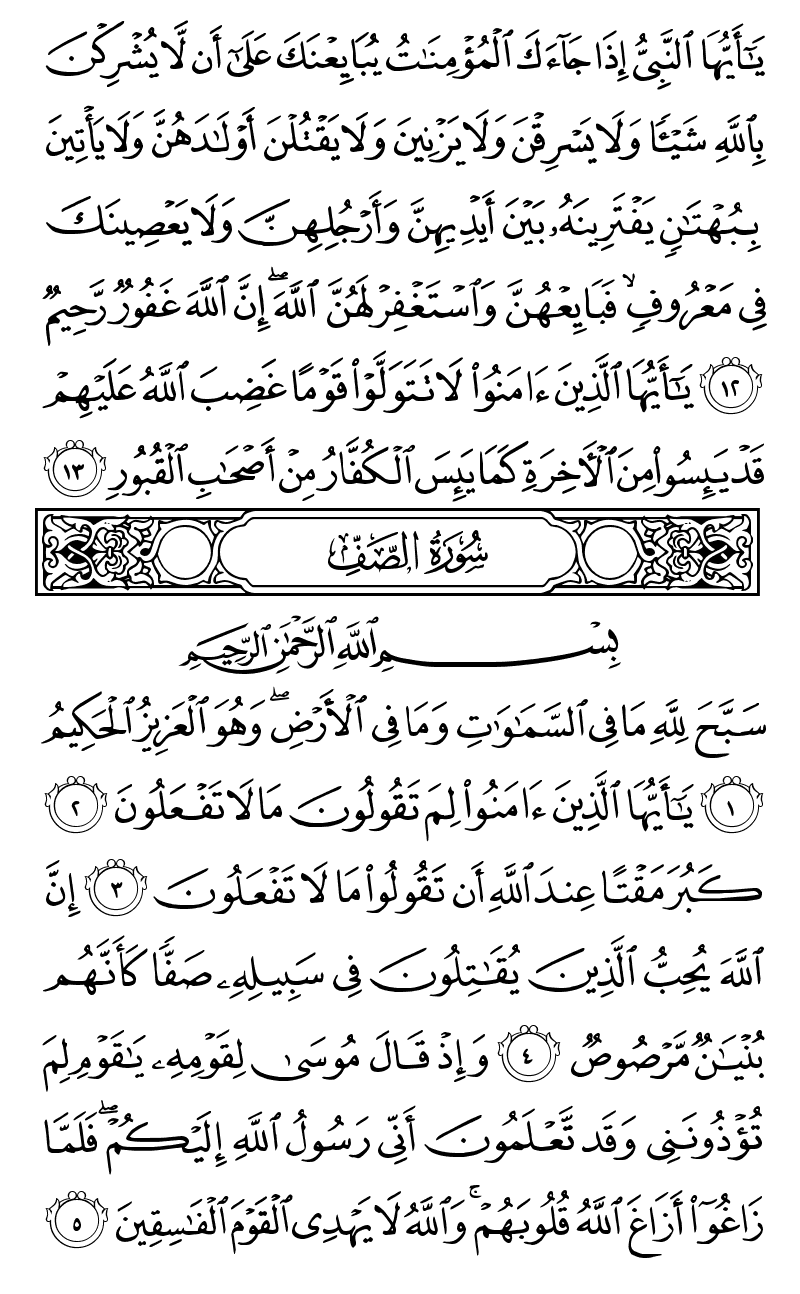 يَٰٓأَيُّهَا ٱلنَّبِيُّ إِذَا جَآءَكَ ٱلْمُؤْمِنَٰتُ يُبَايِعْنَكَ عَلَىٰٓ أَن لَّا يُشْرِكْنَ
بِٱللَّهِ شَيْـًٔا وَلَا يَسْرِقْنَ وَلَا يَزْنِينَ وَلَا يَقْتُلْنَ أَوْلَٰدَهُنَّ وَلَا يَأْتِينَ
بِبُهْتَٰنٍ يَفْتَرِينَهُۥ بَيْنَ أَيْدِيهِنَّ وَأَرْجُلِهِنَّ وَلَا يَعْصِينَكَ
فِى مَعْرُوفٍ ۙ فَبَايِعْهُنَّ وَٱسْتَغْفِرْ لَهُنَّ ٱللَّهَ ۖ إِنَّ ٱللَّهَ غَفُورٌ رَّحِيمٌ
١٢ يَٰٓأَيُّهَا ٱلَّذِينَ ءَامَنُوا۟ لَا تَتَوَلَّوْا۟ قَوْمًا غَضِبَ ٱللَّهُ عَلَيْهِمْ
قَدْ يَئِسُوا۟ مِنَ ٱلْـَٔاخِرَةِ كَمَا يَئِسَ ٱلْكُفَّارُ مِنْ أَصْحَٰبِ ٱلْقُبُورِ ١٣
سُورَةُ الصَّفِّ
بِسْمِ ٱللَّهِ ٱلرَّحْمَٰنِ ٱلرَّحِيمِ
سَبَّحَ لِلَّهِ مَا فِى ٱلسَّمَٰوَٰتِ وَمَا فِى ٱلْأَرْضِ ۖ وَهُوَ ٱلْعَزِيزُ ٱلْحَكِيمُ
١ يَٰٓأَيُّهَا ٱلَّذِينَ ءَامَنُوا۟ لِمَ تَقُولُونَ مَا لَا تَفْعَلُونَ ٢
كَبُرَ مَقْتًا عِندَ ٱللَّهِ أَن تَقُولُوا۟ مَا لَا تَفْعَلُونَ ٣ إِنَّ
ٱللَّهَ يُحِبُّ ٱلَّذِينَ يُقَٰتِلُونَ فِى سَبِيلِهِۦ صَفًّا كَأَنَّهُم
بُنْيَٰنٌ مَّرْصُوصٌ ٤ وَإِذْ قَالَ مُوسَىٰ لِقَوْمِهِۦ يَٰقَوْمِ لِمَ
تُؤْذُونَنِى وَقَد تَّعْلَمُونَ أَنِّى رَسُولُ ٱللَّهِ إِلَيْكُمْ ۖ فَلَمَّا
زَاغُوٓا۟ أَزَاغَ ٱللَّهُ قُلُوبَهُمْ ۚ وَٱللَّهُ لَا يَهْدِى ٱلْقَوْمَ ٱلْفَٰسِقِينَ ٥